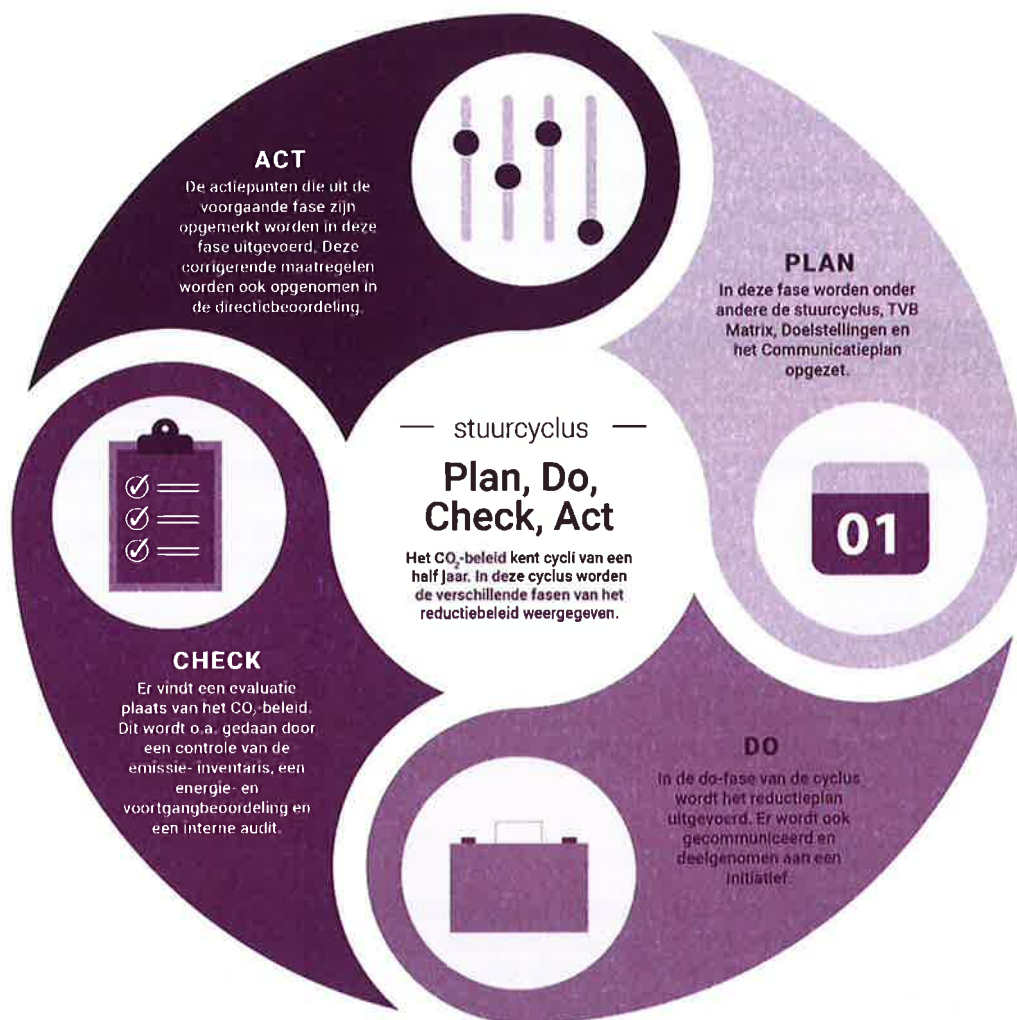 ACT
De actiepunten die uit de
voorgaande fase zijn
opgemerkt worden in deze
fase uitgevoerd. Deze
corrigerende maatregelen
worden ook opgenomen in
de directiebeoordeling.
PLAN
In deze fase worden onder
andere de stuurcyclus, TVB
Matrix, Doelstellingen en
het Communicatieplan
opgezet.
01
— stuurcyclus —
Plan, Do,
Check, Act
Het CO₂-beleid kent cycli van een
half jaar. In deze cyclus worden
de verschillende fasen van het
reductiebeleid weergegeven.
CHECK
Er vindt een evaluatie
plaats van het CO₂-beleid.
Dit wordt o.a. gedaan door
een controle van de
emissie- inventaris, een
energie- en
voortgangbeoordeling en
een interne audit.
DO
In de do-fase van de cyclus
wordt het reductieplan
uitgevoerd. Er wordt ook
gecommuniceerd en
deelgenomen aan een
initiatief.